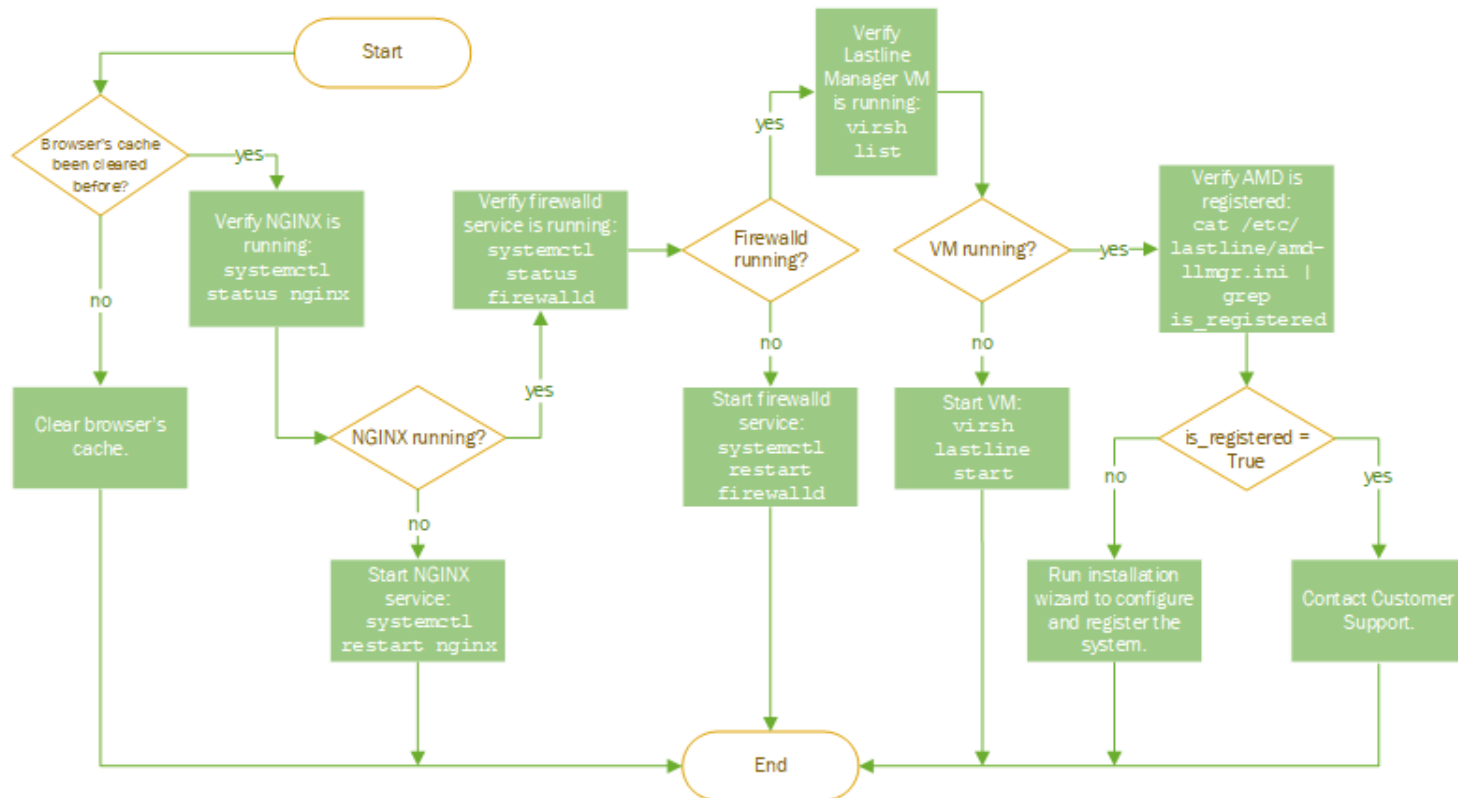 Start
Browser's cache
been cleared
before?
yes
no
Clear browser's
cache.
Verify NGINX is
running:
systemctl
status nginx
NGINX running?
yes
no
Start NGINX
service:
systemctl
restart nginx
Verify firewalld
service is running:
systemctl
status
firewalld
Firewalld
running?
yes
no
Start firewalld
service:
systemctl
restart
firewalld
Verify
Lastline
Manager VM
is running:
virsh
list
VM running?
yes
no
Start VM:
virsh
lastline
start
Verify AMD is
registered:
cat /etc/
lastline/amd-
llmgr.ini |
grep
is_registered
is_registered =
True
no
yes
Run installation
wizard to configure
and register the
system.
Contact Customer
Support.
End